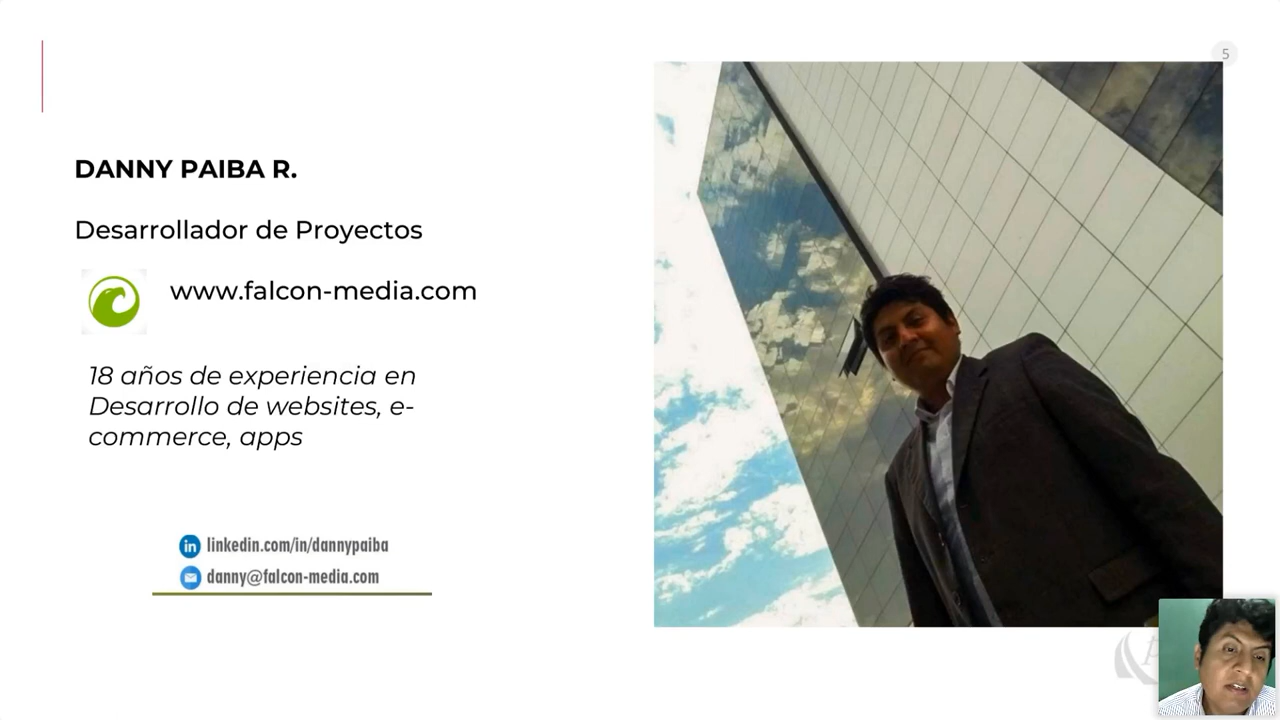 5
DANNY PAIBA R.
Desarrollador de Proyectos
www.falcon-media.com
18 años de experiencia en
Desarrollo de websites, e-
commerce, apps
in linkedin.com/in/dannypaiba
danny@falcon-media.com